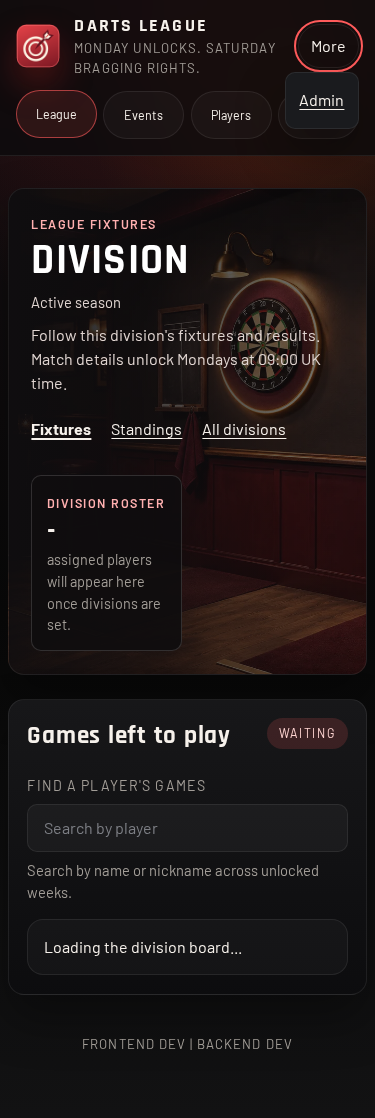 DARTS LEAGUE
MONDAY UNLOCKS. SATURDAY
BRAGGING RIGHTS.
More
Admin
League
Events
Players
LEAGUE FIXTURES
DIVISION
Active season
Follow this division's fixtures and results.
Match details unlock Mondays at 09:00 UK
time.
Fixtures
Standings
All divisions
DIVISION ROSTER
-
assigned players
will appear here
once divisions are
set.
Games left to play
WAITING
FIND A PLAYER'S GAMES
Search by player
Search by name or nickname across unlocked
weeks.
Loading the division board...
FRONTEND DEV | BACKEND DEV